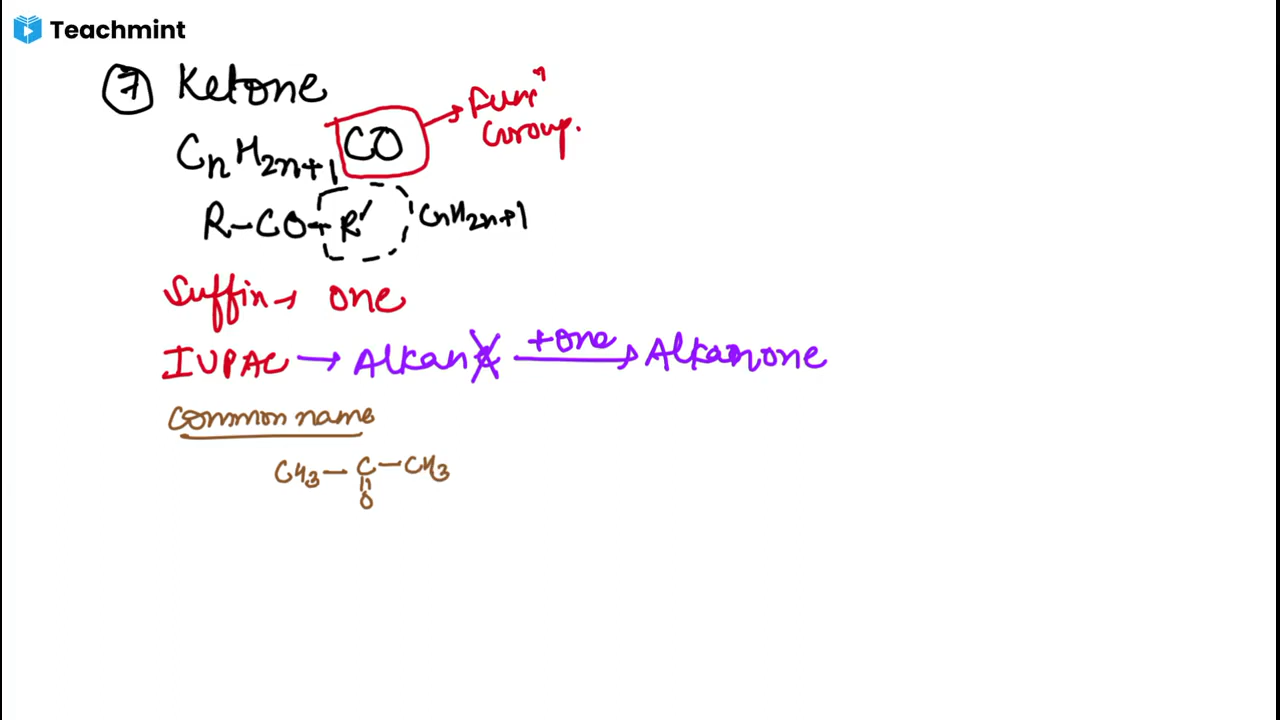 Teachmint
7 Ketone
CnH2n+1 CO → Funⁿ Group.
R-CO+R' CnH2n+1
Suffix → one
IUPAC → Alkane +one → Alkanone
Common name
CH3 - C - CH3
O